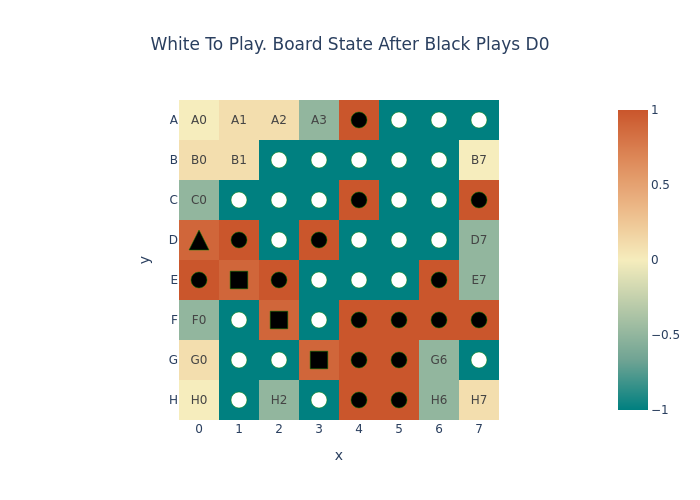 White To Play. Board State After Black Plays D0
A A0 A1 A2 A3
B B0 B1 B7
C C0
D D7
E E7
F F0
G G0 G6
H H0 H2 H6 H7
0 1 2 3 4 5 6 7
x
y
1
0.5
0
−0.5
−1